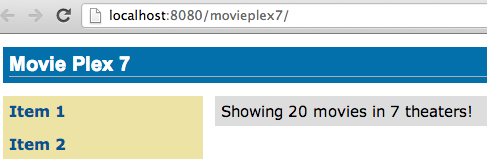 localhost:8080/movieplex7/
Movie Plex 7
Item 1
Showing 20 movies in 7 theaters!
Item 2